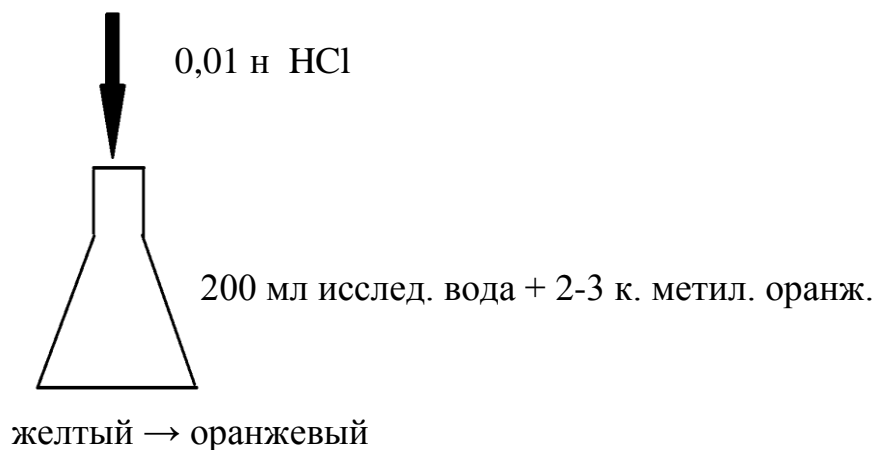 0,01 н HCl
200 мл исслед. вода + 2-3 к. метил. оранж.
желтый → оранжевый